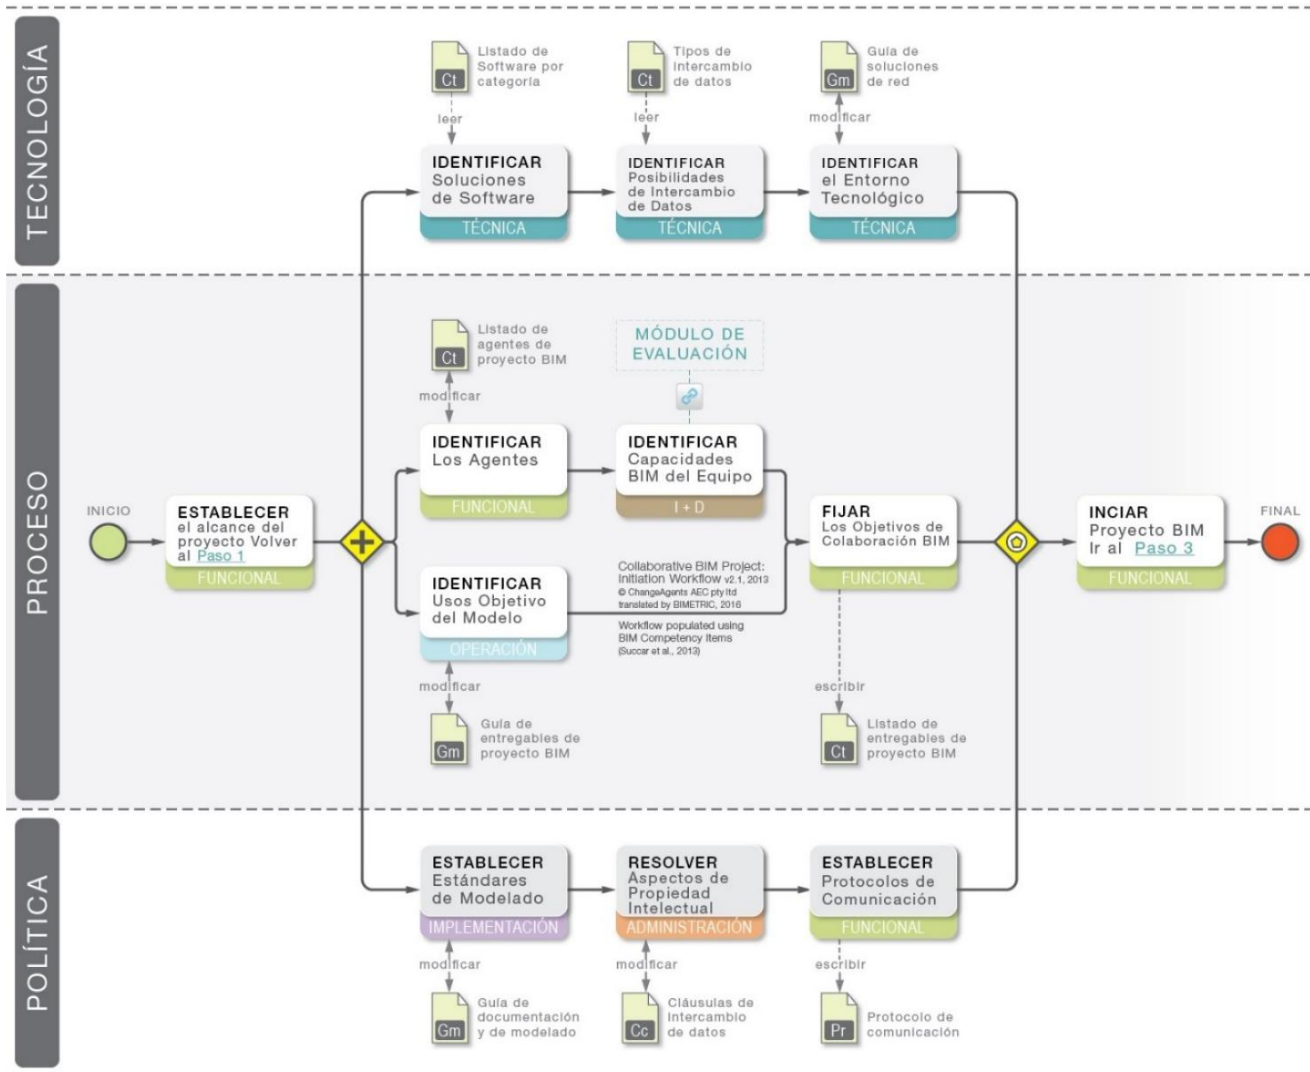 TECNOLOGÍA
Listado de
Software por
categoría
Ct
leer
IDENTIFICAR
Soluciones
de Software
TÉCNICA
Tipos de
intercambio
de datos
Ct
leer
IDENTIFICAR
Posibilidades
de Intercambio
de Datos
TÉCNICA
Guía de
soluciones
de red
Gm
modificar
IDENTIFICAR
el Entorno
Tecnológico
TÉCNICA
PROCESO
INICIO
ESTABLECER
el alcance del
proyecto Volver
al Paso 1
FUNCIONAL
Listado de
agentes de
proyecto BIM
Ct
modificar
IDENTIFICAR
Los Agentes
FUNCIONAL
MÓDULO DE
EVALUACIÓN
IDENTIFICAR
Capacidades
BIM del Equipo
I + D
IDENTIFICAR
Usos Objetivo
del Modelo
OPERACIÓN
modificar
Gm
Guía de
entregables de
proyecto BIM
Collaborative BIM Project:
Initiation Workflow v2.1, 2013
© ChangeAgents AEC pty ltd
translated by BIMETRIC, 2016
Workflow populated using
BIM Competency Items
(Succar et al., 2013)
FIJAR
Los Objetivos de
Colaboración BIM
FUNCIONAL
escribir
Ct
Listado de
entregables de
proyecto BIM
INCIAR
Proyecto BIM
Ir al Paso 3
FUNCIONAL
FINAL
POLÍTICA
ESTABLECER
Estándares
de Modelado
IMPLEMENTACIÓN
modificar
Gm
Guía de
documentación
y de modelado
RESOLVER
Aspectos de
Propiedad
Intelectual
ADMINISTRACIÓN
modificar
Cc
Cláusulas de
Intercambio
de datos
ESTABLECER
Protocolos de
Comunicación
FUNCIONAL
escribir
Pr
Protocolo de
comunicación